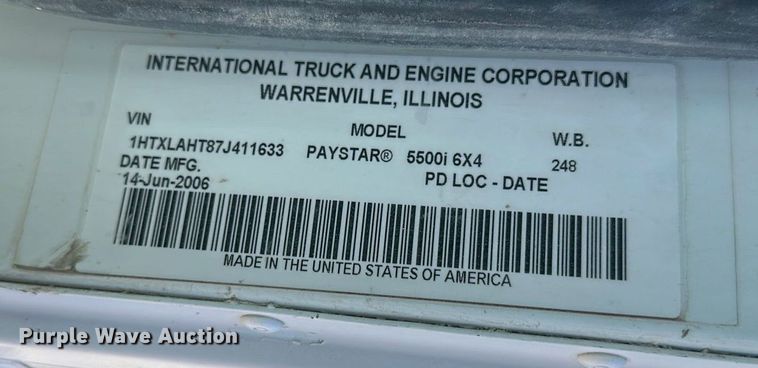 INTERNATIONAL TRUCK AND ENGINE CORPORATION
WARRENVILLE, ILLINOIS
VIN MODEL W.B.
1HTXLAHT87J411633 PAYSTAR® 5500i 6X4 248
DATE MFG. PD LOC - DATE
14-Jun-2006
MADE IN THE UNITED STATES OF AMERICA
Purple Wave Auction